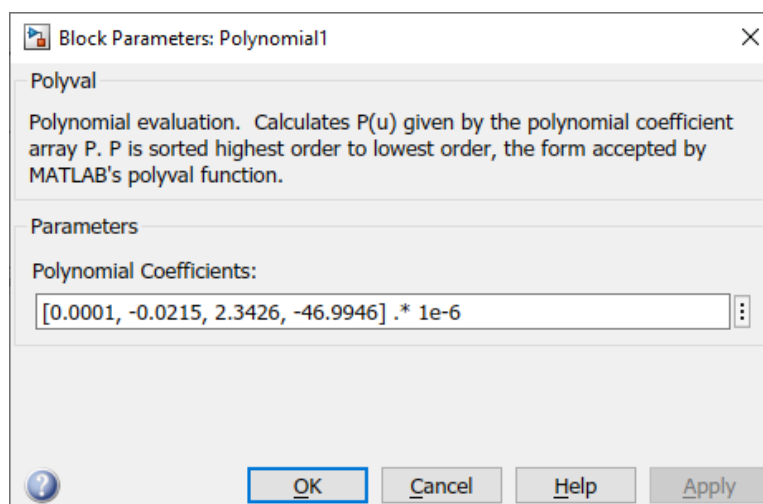 Block Parameters: Polynomial1
Polyval
Polynomial evaluation.  Calculates P(u) given by the polynomial coefficient
array P. P is sorted highest order to lowest order, the form accepted by
MATLAB's polyval function.
Parameters
Polynomial Coefficients:
[0.0001, -0.0215, 2.3426, -46.9946] .* 1e-6
OK Cancel Help Apply